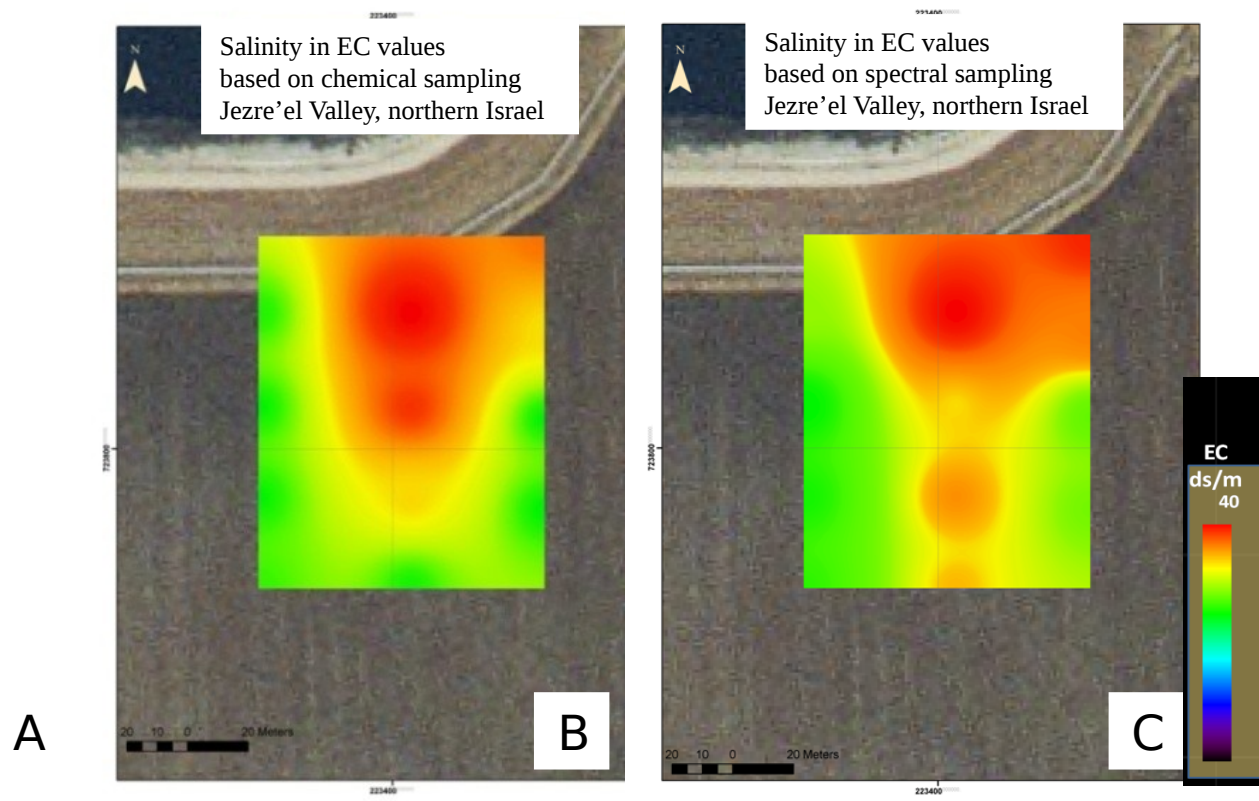 223400
223400
Salinity in EC values
based on chemical sampling
Jezre’el Valley, northern Israel
Salinity in EC values
based on spectral sampling
Jezre’el Valley, northern Israel
N
N
723800
723800
EC
ds/m
40
A
20 10 0 20 Meters
B
20 10 0 20 Meters
C
223400
223400